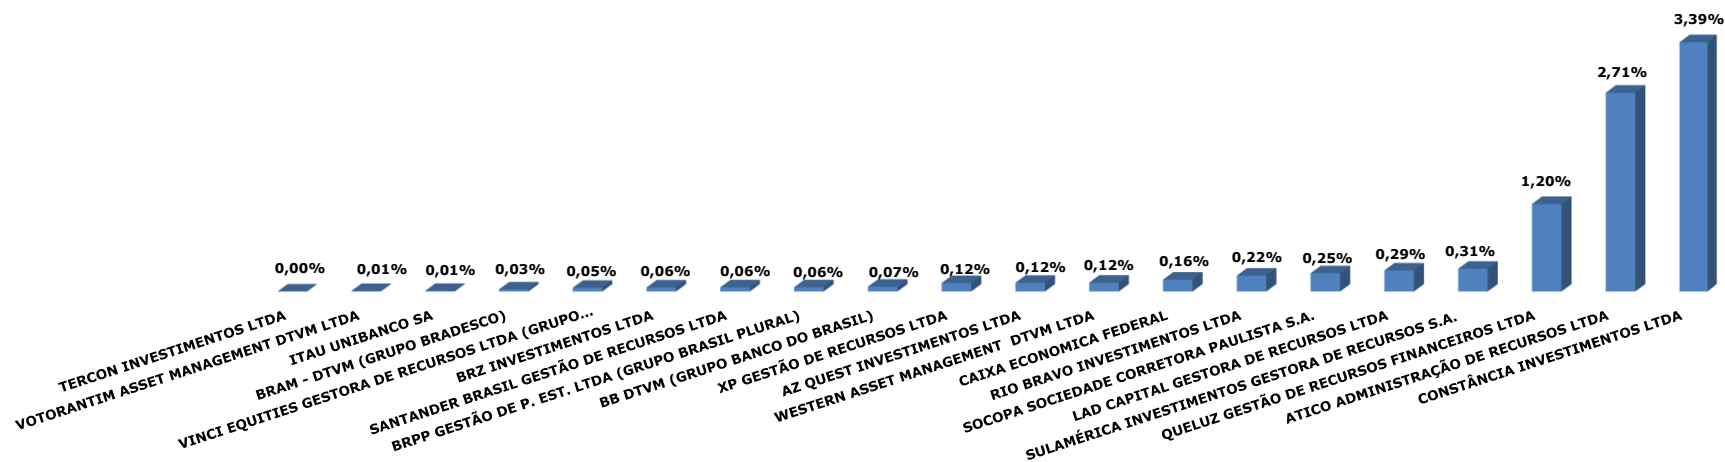 3,39%
2,71%
1,20%
0,00%
0,01%
0,01%
0,03%
0,05%
0,06%
0,06%
0,06%
0,07%
0,12%
0,12%
0,12%
0,16%
0,22%
0,25%
0,29%
0,31%
TERCON INVESTIMENTOS LTDA
VOTORANTIM ASSET MANAGEMENT DTVM LTDA
ITAU UNIBANCO SA
BRAM - DTVM (GRUPO BRADESCO)
VINCI EQUITIES GESTORA DE RECURSOS LTDA (GRUPO...
BRZ INVESTIMENTOS LTDA
SANTANDER BRASIL GESTÃO DE RECURSOS LTDA
BRPP GESTÃO DE P. EST. LTDA (GRUPO BRASIL PLURAL)
BB DTVM (GRUPO BANCO DO BRASIL)
XP GESTÃO DE RECURSOS LTDA
AZ QUEST INVESTIMENTOS LTDA
WESTERN ASSET MANAGEMENT  DTVM LTDA
CAIXA ECONOMICA FEDERAL
RIO BRAVO INVESTIMENTOS LTDA
SOCOPA SOCIEDADE CORRETORA PAULISTA S.A.
LAD CAPITAL GESTORA DE RECURSOS LTDA
SULAMÉRICA INVESTIMENTOS GESTORA DE RECURSOS S.A.
QUELUZ GESTÃO DE RECURSOS FINANCEIROS LTDA
ATICO ADMINISTRAÇÃO DE RECURSOS LTDA
CONSTÂNCIA INVESTIMENTOS LTDA